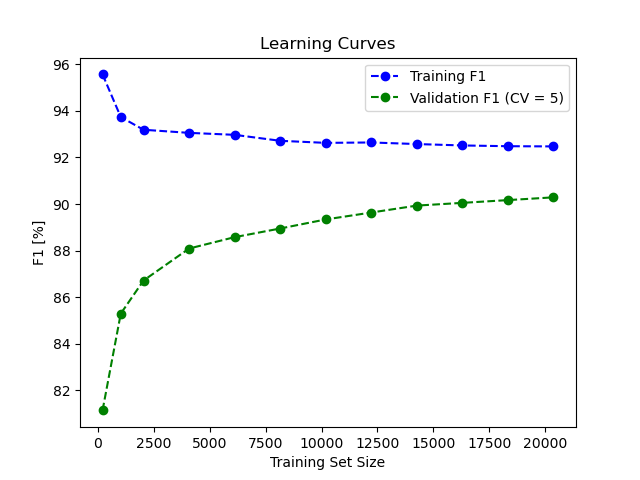 Learning Curves
Training F1
Validation F1 (CV = 5)
F1 [%]
96
94
92
90
88
86
84
82
0 2500 5000 7500 10000 12500 15000 17500 20000
Training Set Size